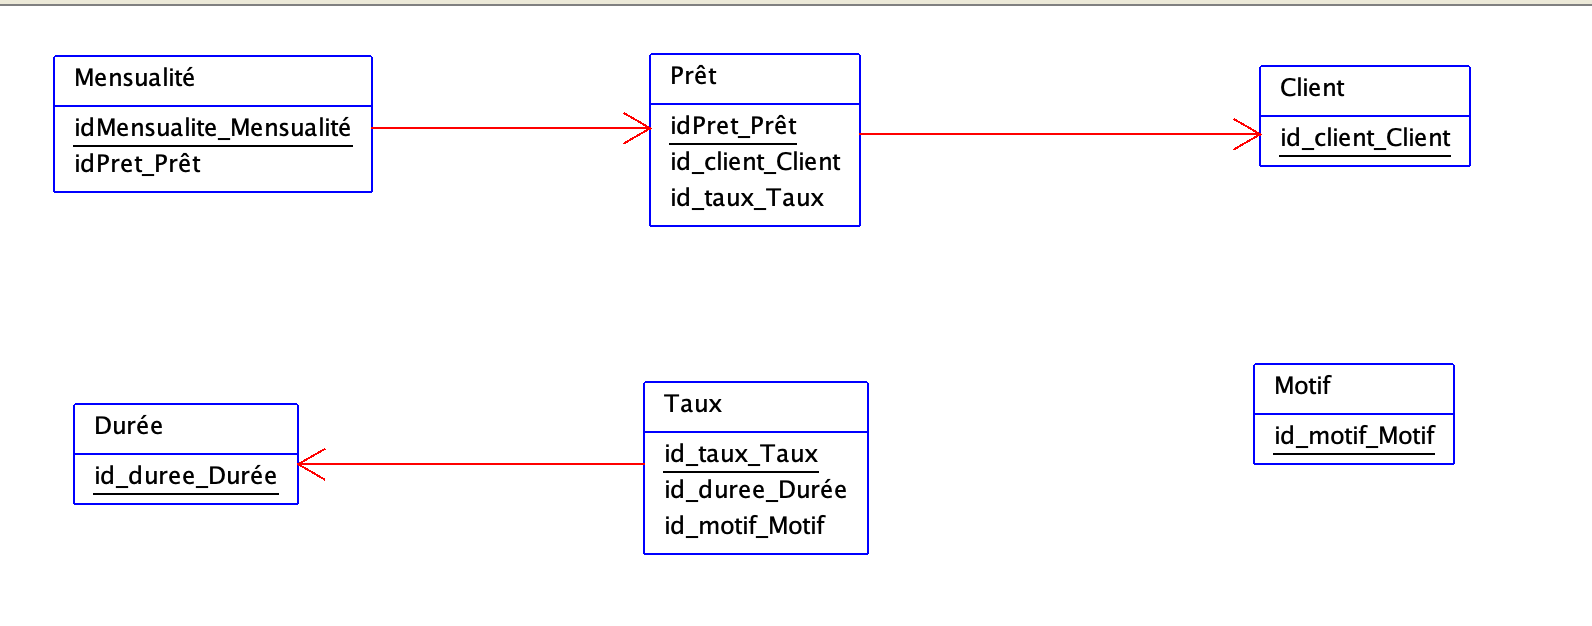 Mensualité
idMensualite_Mensualité
idPret_Prêt
Prêt
idPret_Prêt
id_client_Client
id_taux_Taux
Client
id_client_Client
Durée
id_duree_Durée
Taux
id_taux_Taux
id_duree_Durée
id_motif_Motif
Motif
id_motif_Motif